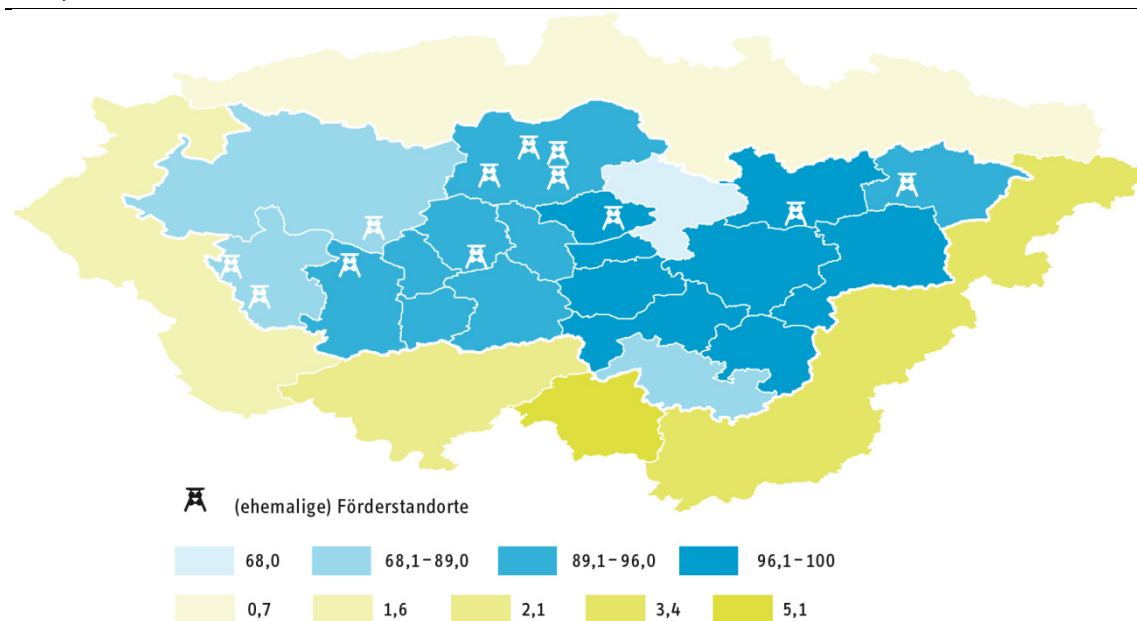 (ehemalige) Förderstandorte
68,0 68,1–89,0 89,1–96,0 96,1–100
0,7 1,6 2,1 3,4 5,1